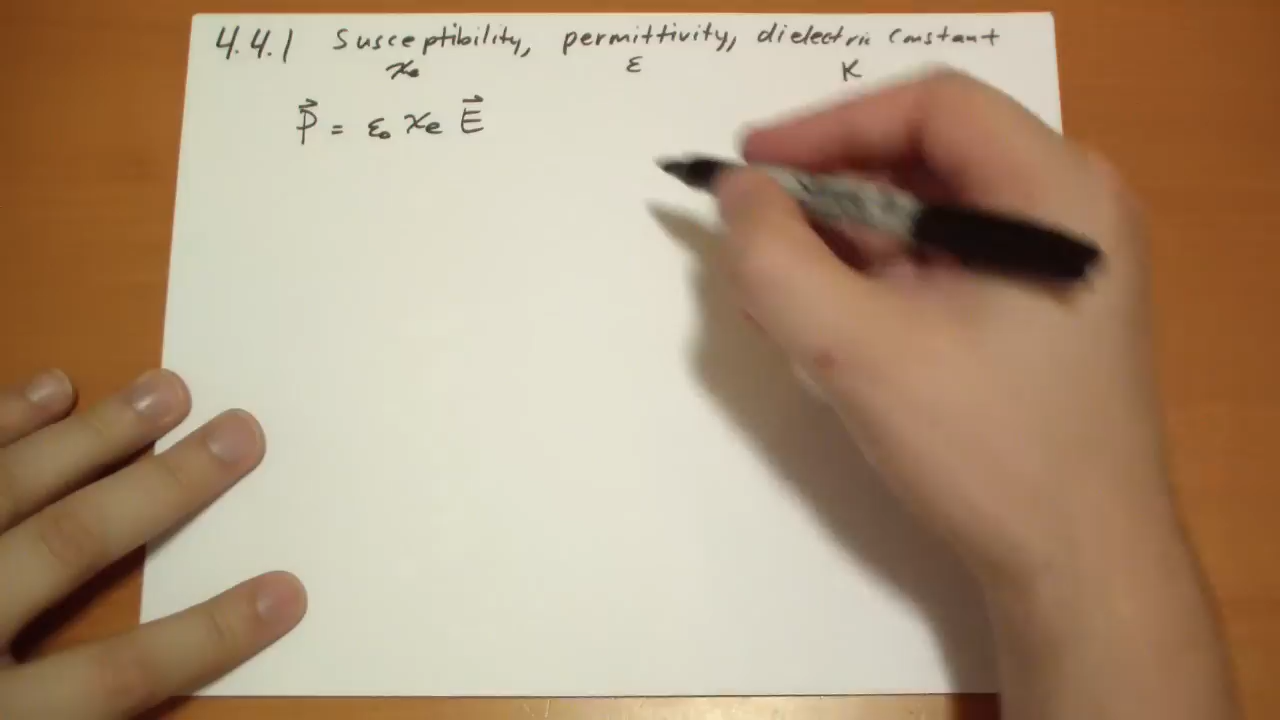 4.4.1 Susceptibility, permittivity, dielectric constant
χe ε K
P⃗ = ε₀ χe E⃗